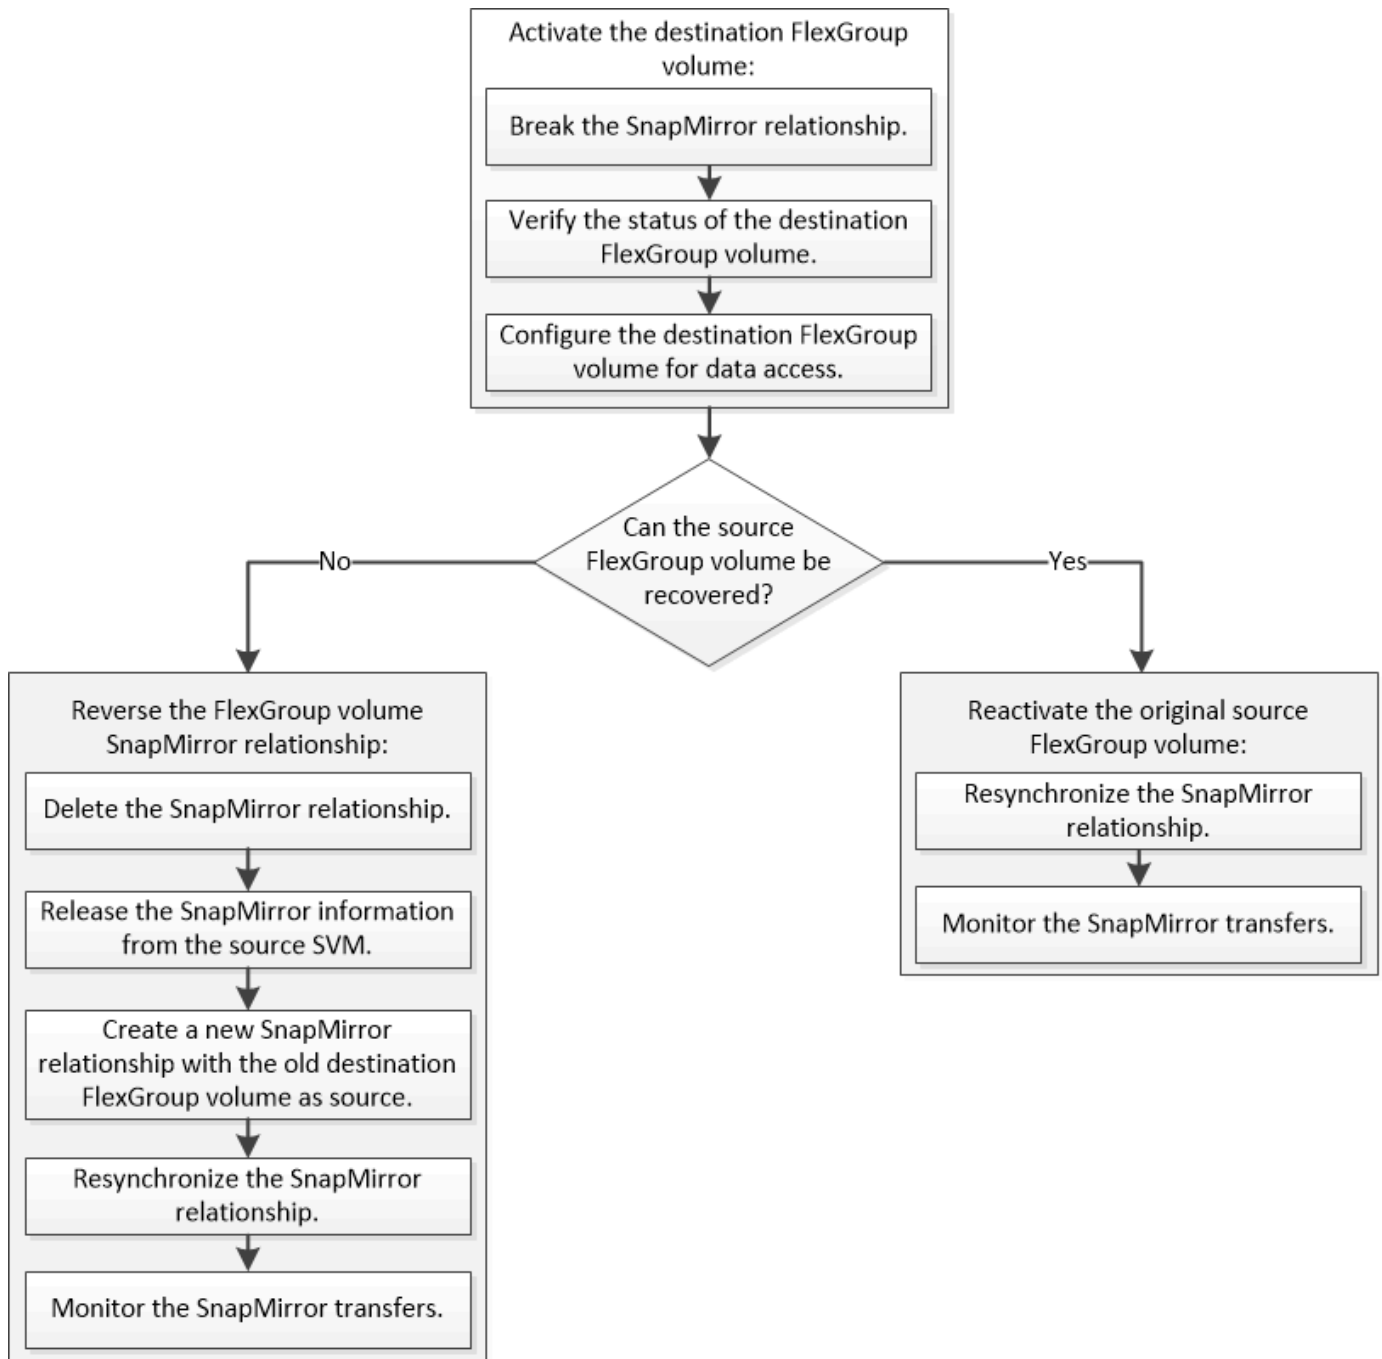 Activate the destination FlexGroup
volume:
Break the SnapMirror relationship.
Verify the status of the destination
FlexGroup volume.
Configure the destination FlexGroup
volume for data access.
Can the source
FlexGroup volume be
recovered?
No
Yes
Reverse the FlexGroup volume
SnapMirror relationship:
Delete the SnapMirror relationship.
Release the SnapMirror information
from the source SVM.
Create a new SnapMirror
relationship with the old destination
FlexGroup volume as source.
Resynchronize the SnapMirror
relationship.
Monitor the SnapMirror transfers.
Reactivate the original source
FlexGroup volume:
Resynchronize the SnapMirror
relationship.
Monitor the SnapMirror transfers.